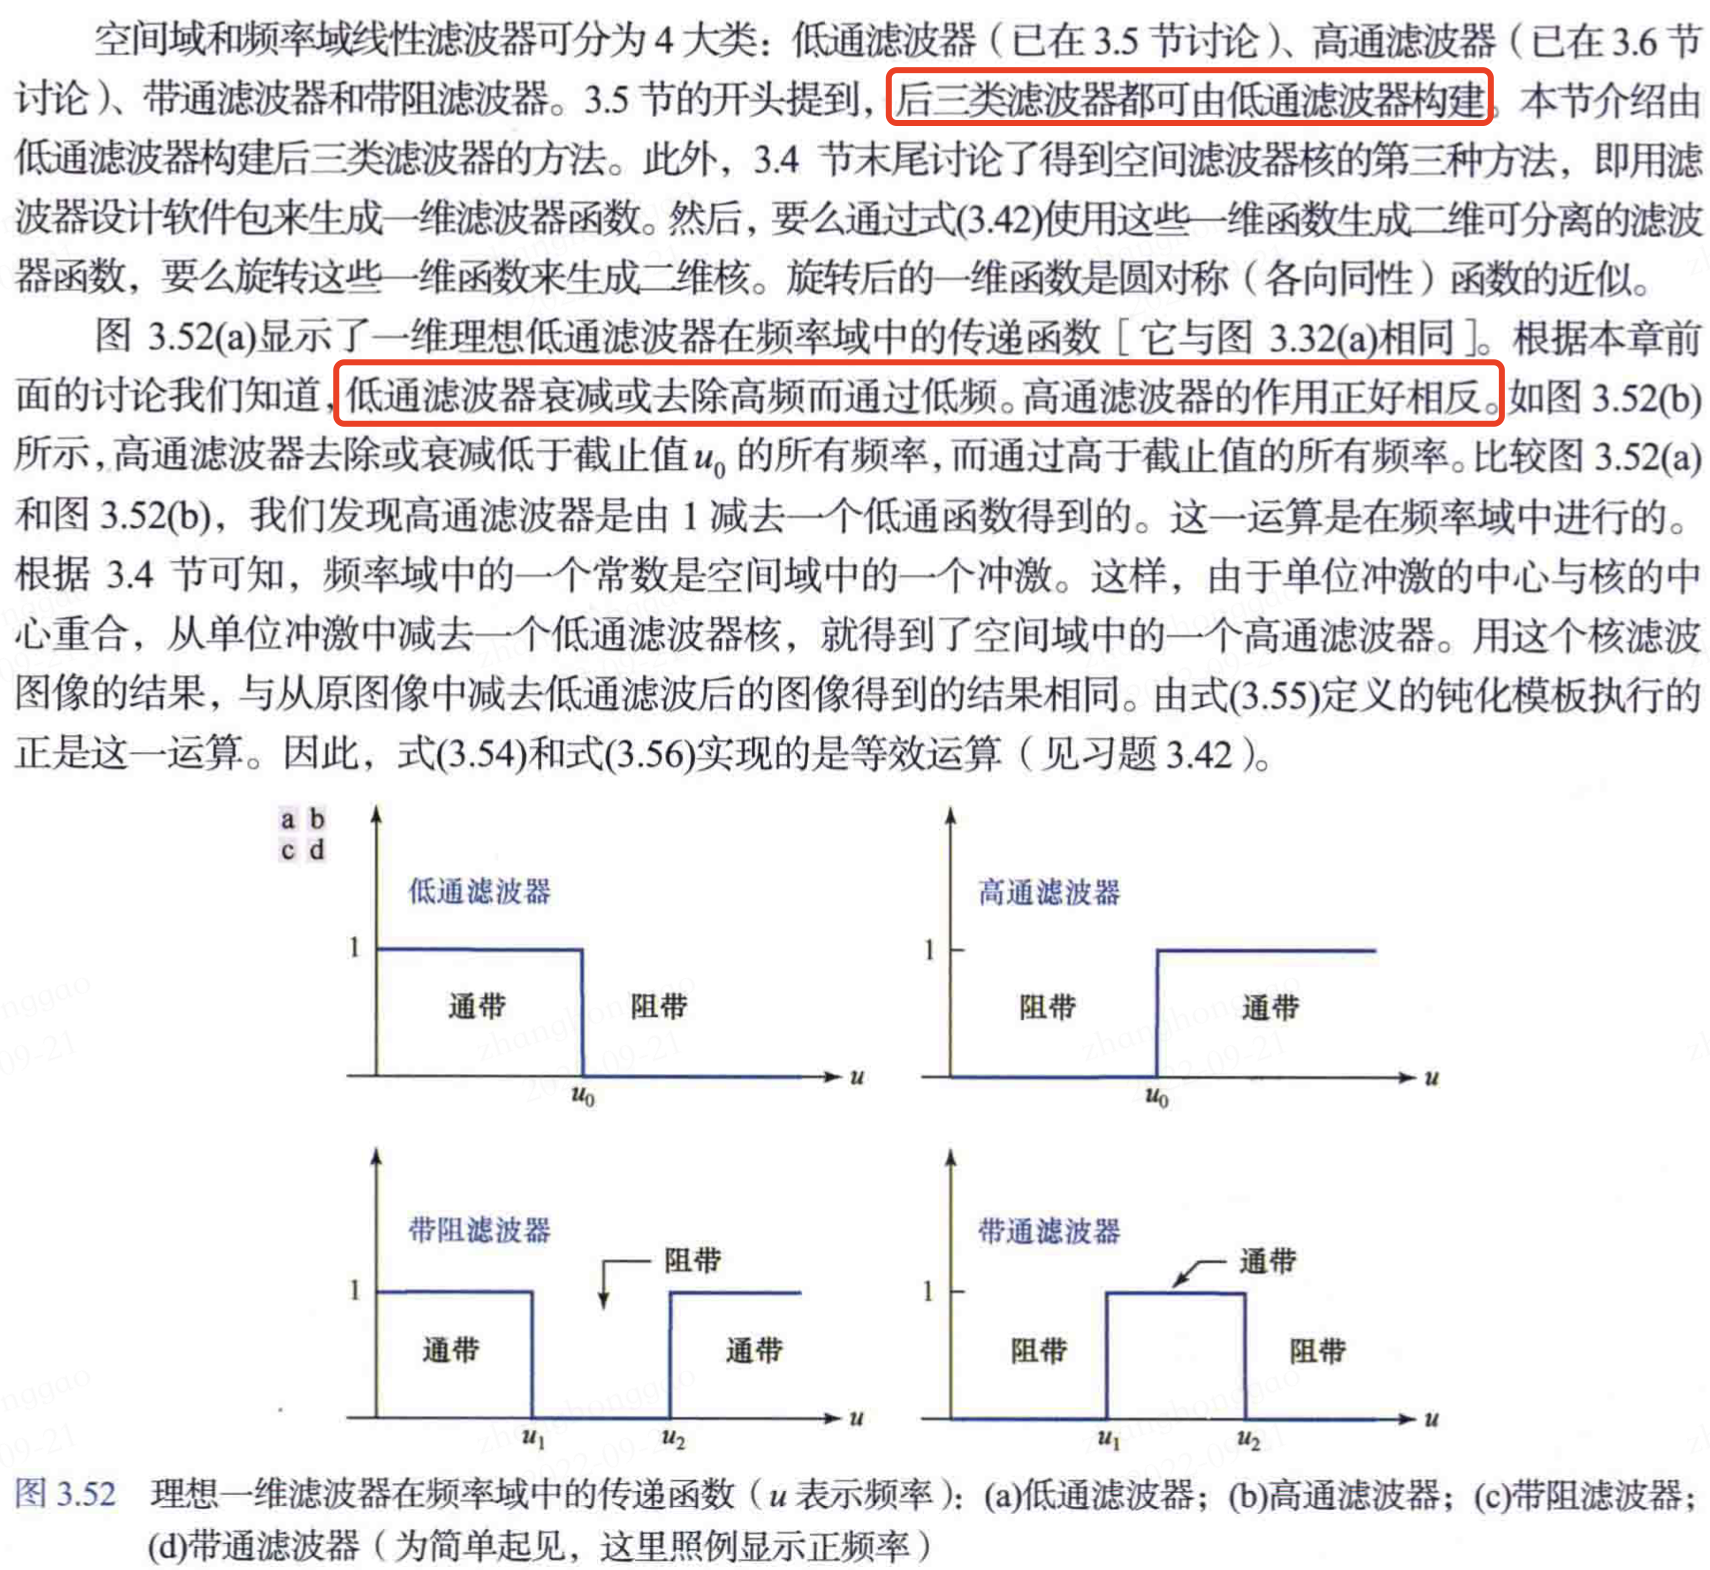 空间域和频率域线性滤波器可分为 4 大类：低通滤波器（已在 3.5 节讨论）、高通滤波器（已在 3.6 节
讨论）、带通滤波器和带阻滤波器。3.5 节的开头提到，后三类滤波器都可由低通滤波器构建。本节介绍由
低通滤波器构建后三类滤波器的方法。此外，3.4 节末尾讨论了得到空间滤波器核的第三种方法，即用滤
波器设计软件包来生成一维滤波器函数。然后，要么通过式(3.42)使用这些一维函数生成二维可分离的滤波
器函数，要么旋转这些一维函数来生成二维核。旋转后的一维函数是圆对称（各向同性）函数的近似。
图 3.52(a)显示了一维理想低通滤波器在频率域中的传递函数［它与图 3.32(a)相同］。根据本章前
面的讨论我们知道，低通滤波器衰减或去除高频而通过低频。高通滤波器的作用正好相反。如图 3.52(b)
所示，高通滤波器去除或衰减低于截止值 u₀ 的所有频率，而通过高于截止值的所有频率。比较图 3.52(a)
和图 3.52(b)，我们发现高通滤波器是由 1 减去一个低通函数得到的。这一运算是在频率域中进行的。
根据 3.4 节可知，频率域中的一个常数是空间域中的一个冲激。这样，由于单位冲激的中心与核的中
心重合，从单位冲激中减去一个低通滤波器核，就得到了空间域中的一个高通滤波器。用这个核滤波
图像的结果，与从原图像中减去低通滤波后的图像得到的结果相同。由式(3.55)定义的钝化模板执行的
正是这一运算。因此，式(3.54)和式(3.56)实现的是等效运算（见习题 3.42）。
a b
c d
低通滤波器
1
通带 阻带
u
u₀
高通滤波器
1
阻带 通带
u
u₀
带阻滤波器
阻带
1
通带 通带
u
u₁ u₂
带通滤波器
通带
1
阻带 阻带
u
u₁ u₂
图 3.52 理想一维滤波器在频率域中的传递函数（u 表示频率）：(a)低通滤波器；(b)高通滤波器；(c)带阻滤波器；
(d)带通滤波器（为简单起见，这里照例显示正频率）
zhanghonggao
2022-09-21